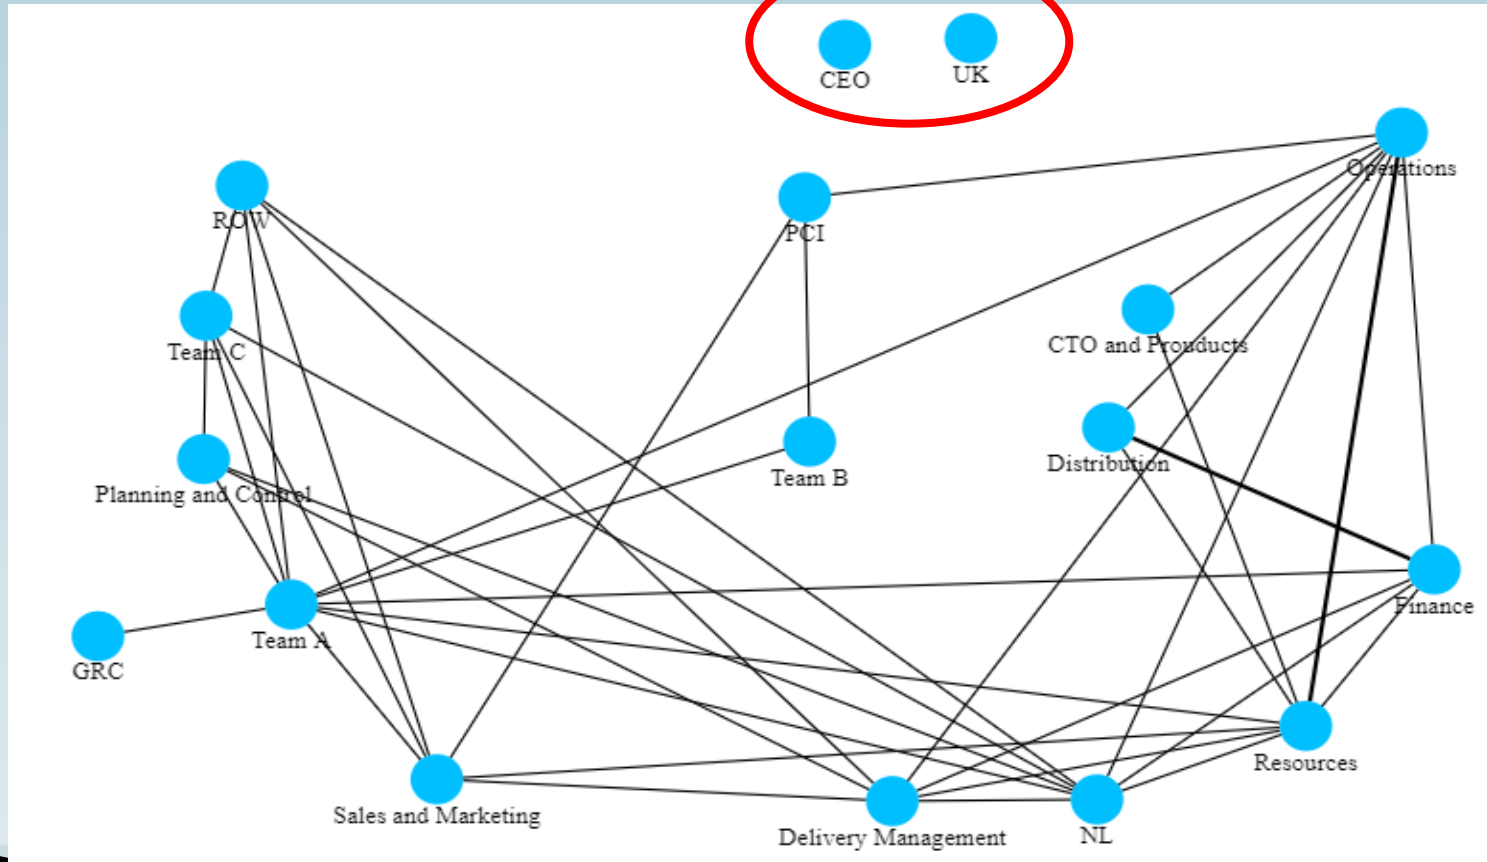 CEO
UK
Operations
ROW
PCI
CTO and Prouducts
Team C
Distribution
Team B
Planning and Control
Finance
Team A
GRC
Resources
Sales and Marketing
Delivery Management
NL